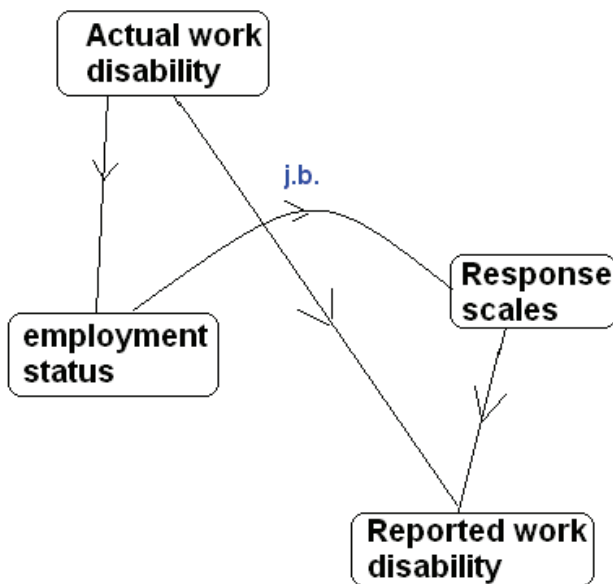 Actual work
disability
j.b.
Response
scales
employment
status
Reported work
disability